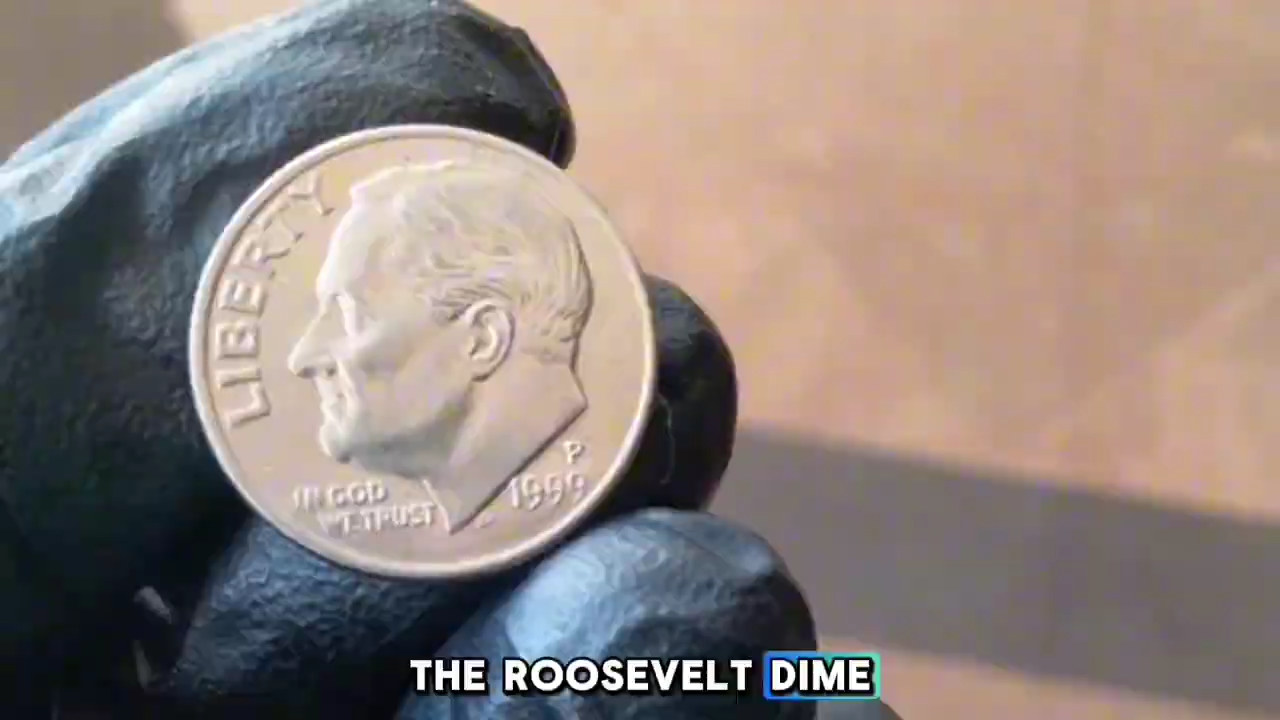 LIBERTY
IN GOD
WE TRUST
P
1999
THE ROOSEVELT DIME